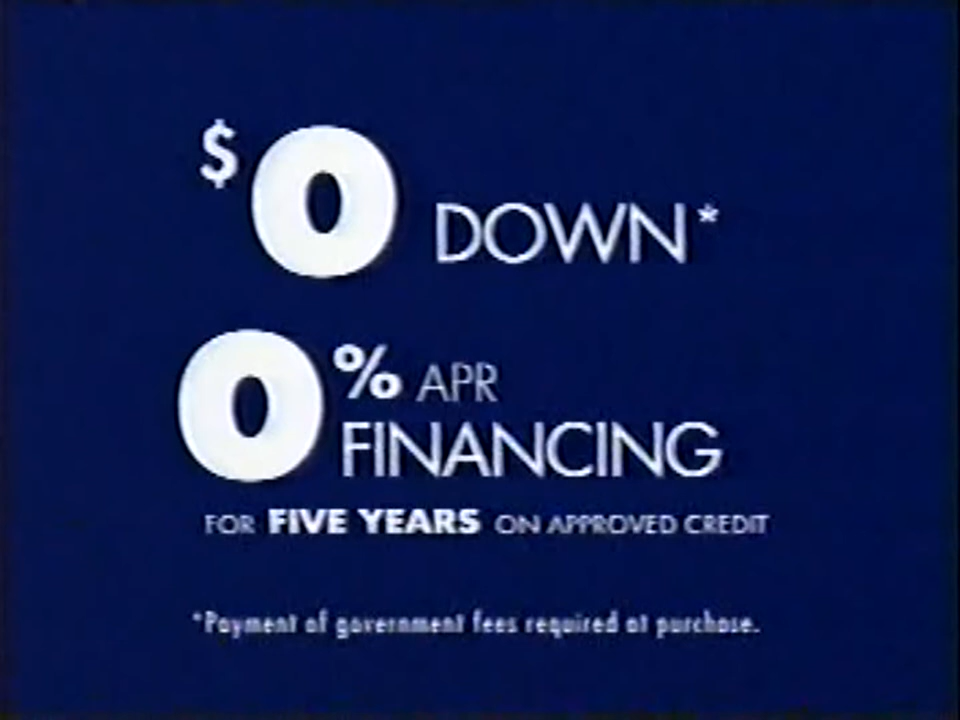 $0 DOWN*
0% APR
FINANCING
FOR FIVE YEARS ON APPROVED CREDIT
*Payment of government fees required at purchase.